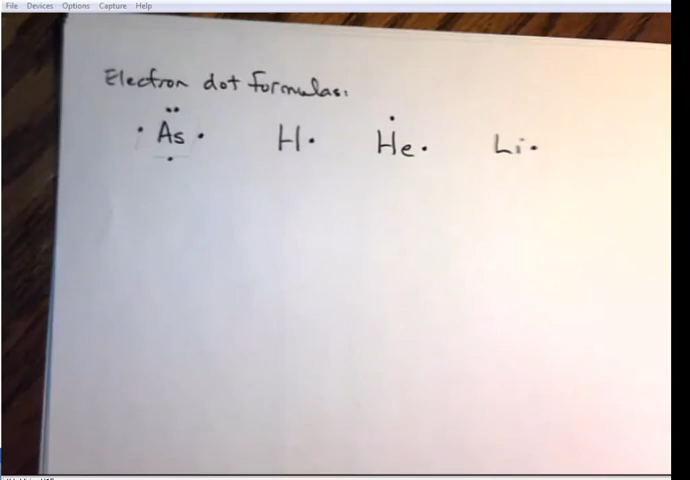 File Devices Options Capture Help
Electron dot formulas:
As H He Li